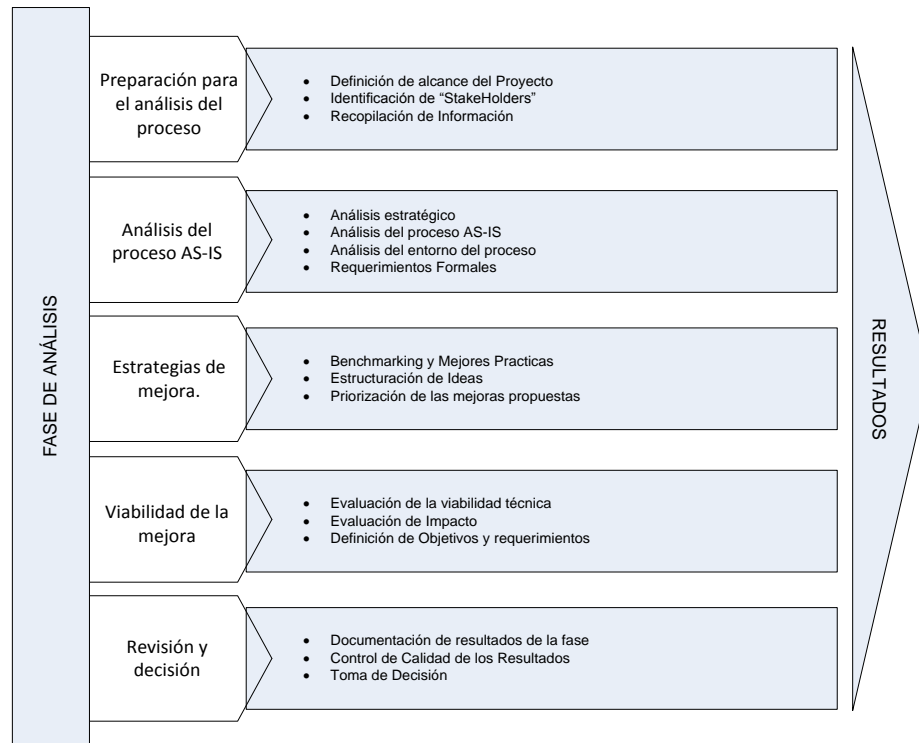 FASE DE ANÁLISIS
Preparación para
el análisis del
proceso
• Definición de alcance del Proyecto
• Identificación de “StakeHolders”
• Recopilación de Información
Análisis del
proceso AS-IS
• Análisis estratégico
• Análisis del proceso AS-IS
• Análisis del entorno del proceso
• Requerimientos Formales
Estrategias de
mejora.
• Benchmarking y Mejores Practicas
• Estructuración de Ideas
• Priorización de las mejoras propuestas
Viabilidad de la
mejora
• Evaluación de la viabilidad técnica
• Evaluación de Impacto
• Definición de Objetivos y requerimientos
Revisión y
decisión
• Documentación de resultados de la fase
• Control de Calidad de los Resultados
• Toma de Decisión
RESULTADOS